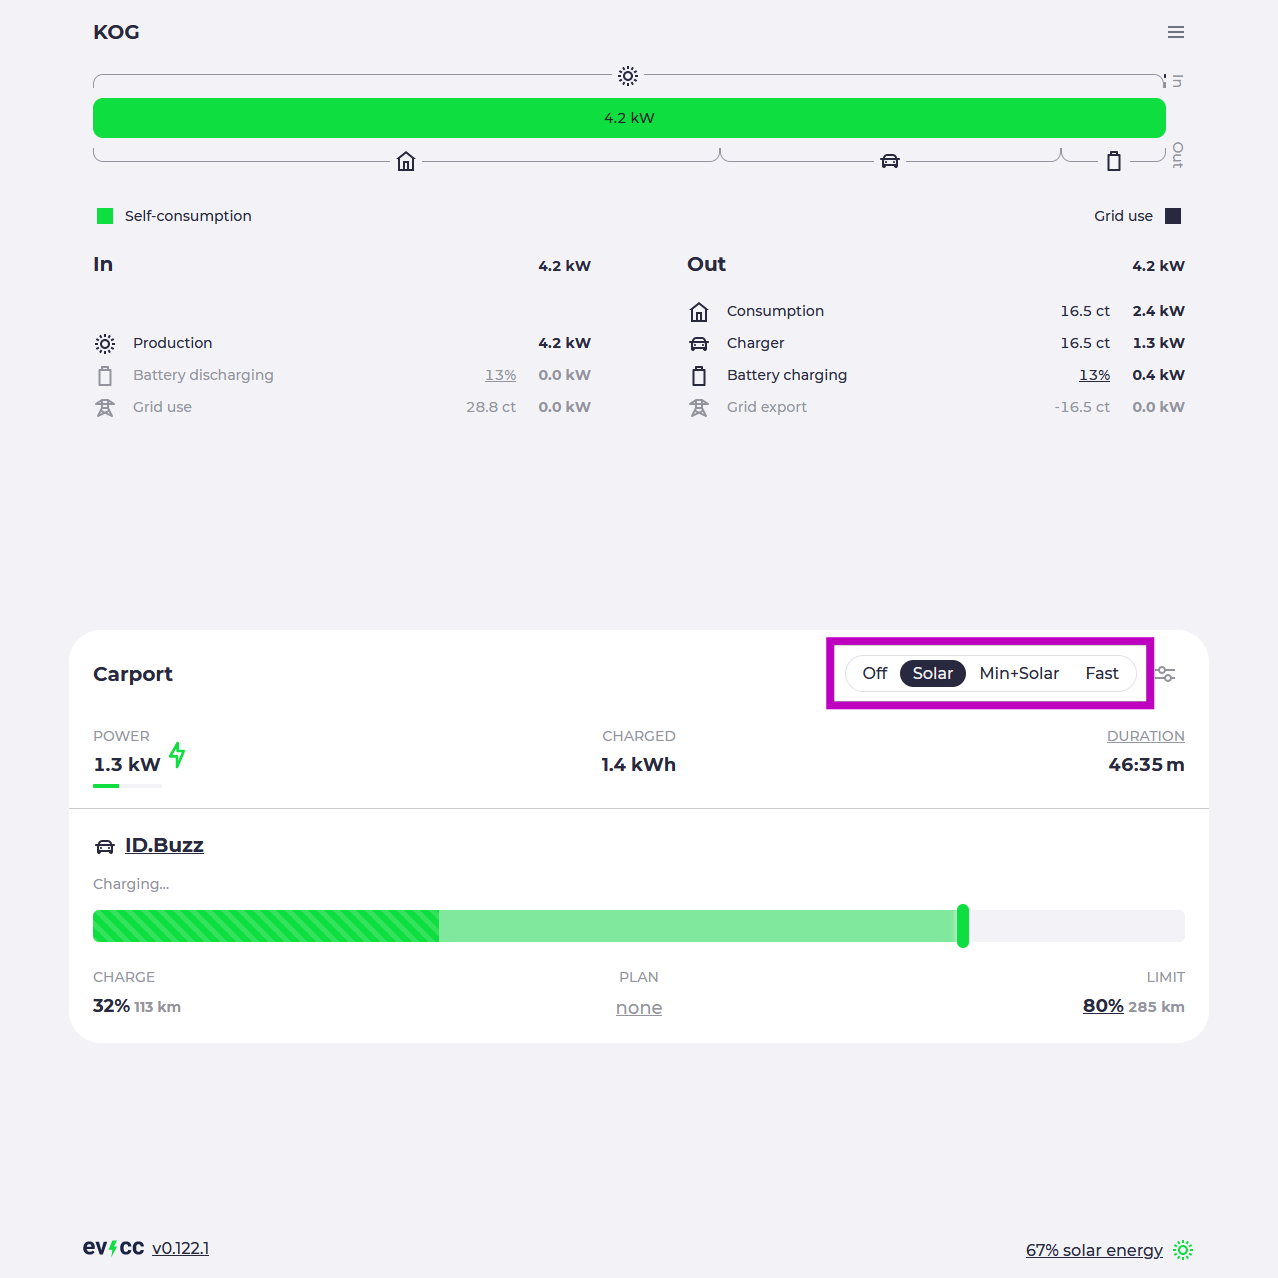 KOG
In
4.2 kW
Out
Self-consumption
Grid use
In 4.2 kW
Production 4.2 kW
Battery discharging 13% 0.0 kW
Grid use 28.8 ct 0.0 kW
Out 4.2 kW
Consumption 16.5 ct 2.4 kW
Charger 16.5 ct 1.3 kW
Battery charging 13% 0.4 kW
Grid export -16.5 ct 0.0 kW
Carport
Off Solar Min+Solar Fast
POWER CHARGED DURATION
1.3 kW 1.4 kWh 46:35 m
ID.Buzz
Charging...
CHARGE PLAN LIMIT
32% 113 km none 80% 285 km
evcc v0.122.1
67% solar energy